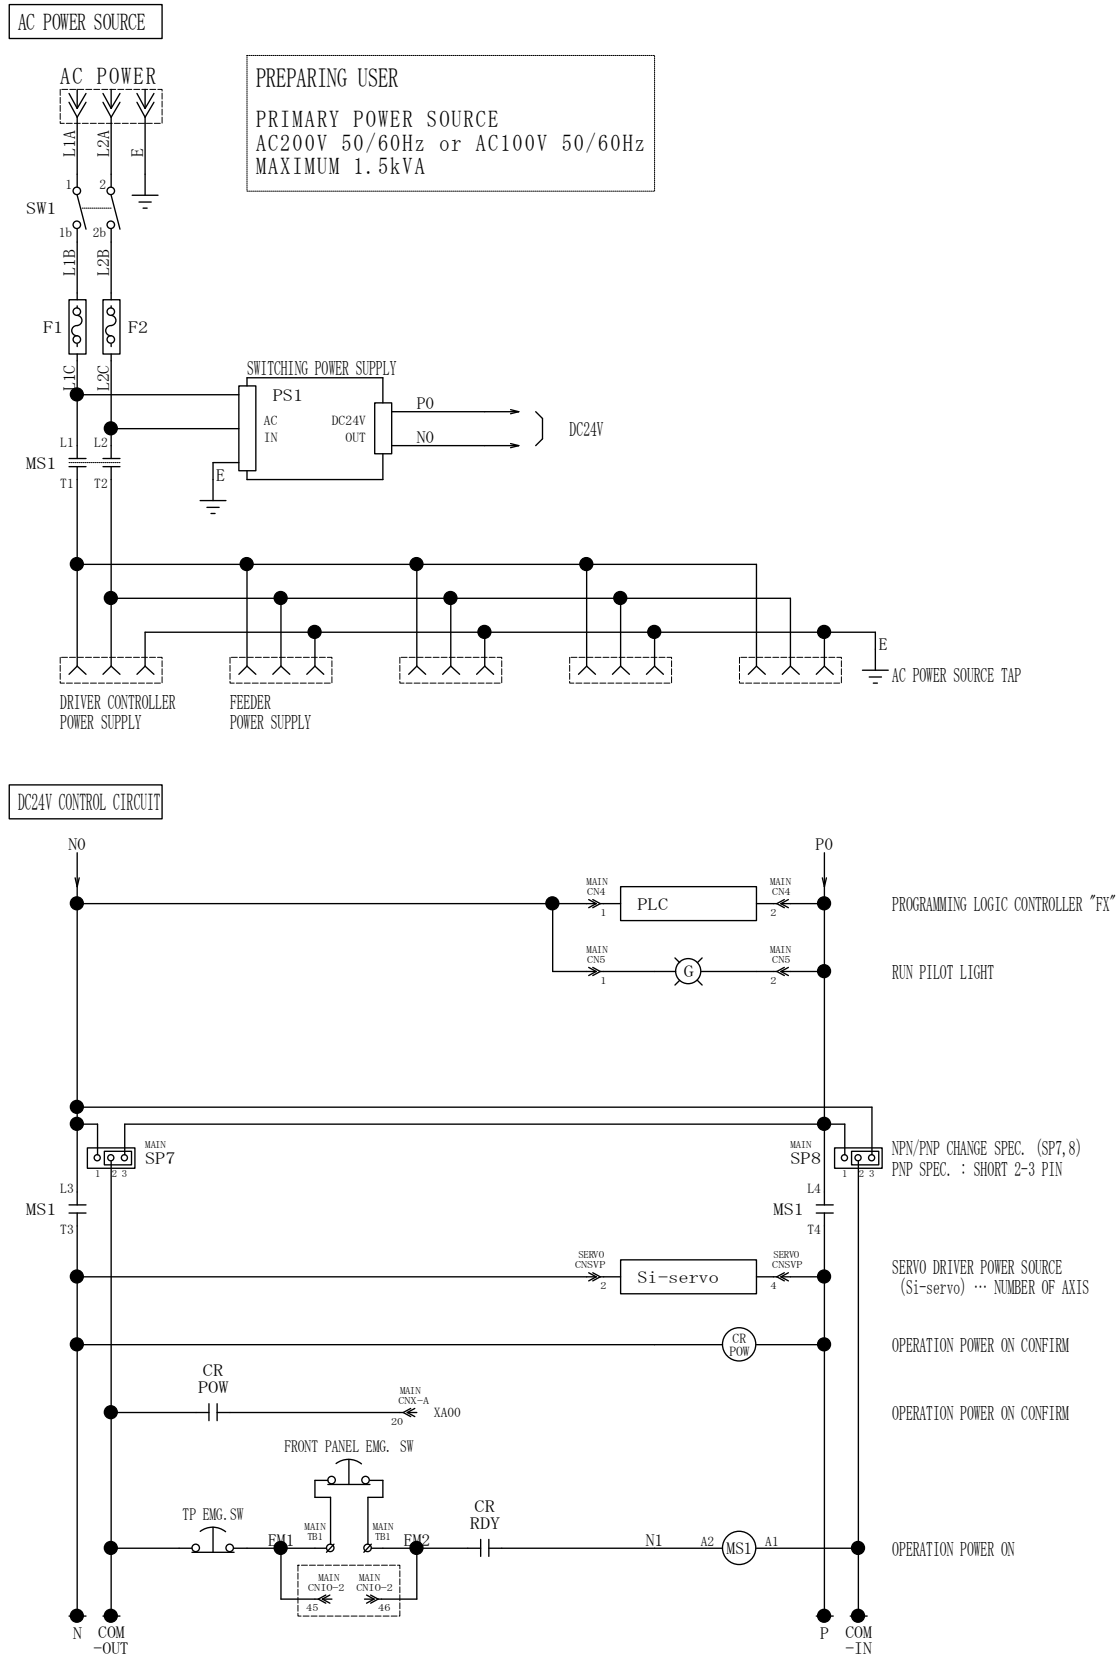 AC POWER SOURCE
AC POWER
PREPARING USER
PRIMARY POWER SOURCE
AC200V 50/60Hz or AC100V 50/60Hz
MAXIMUM 1.5kVA
L1A
L2A
E
1
2
SW1
1b
2b
L1B
L2B
F1
F2
L1C
L2C
SWITCHING POWER SUPPLY
PS1
AC
IN
DC24V
OUT
P0
N0
DC24V
L1
L2
MS1
T1
T2
E
E
AC POWER SOURCE TAP
DRIVER CONTROLLER
POWER SUPPLY
FEEDER
POWER SUPPLY
DC24V CONTROL CIRCUIT
N0
P0
MAIN
CN4
1
PLC
MAIN
CN4
2
PROGRAMMING LOGIC CONTROLLER "FX"
MAIN
CN5
1
G
MAIN
CN5
2
RUN PILOT LIGHT
MAIN
SP7
1 2 3
MAIN
SP8
1 2 3
NPN/PNP CHANGE SPEC. (SP7,8)
PNP SPEC. : SHORT 2-3 PIN
L3
MS1
T3
L4
MS1
T4
SERVO
CNSVP
2
Si-servo
SERVO
CNSVP
4
SERVO DRIVER POWER SOURCE
(Si-servo) … NUMBER OF AXIS
CR
POW
OPERATION POWER ON CONFIRM
CR
POW
MAIN
CNX-A
20
XA00
OPERATION POWER ON CONFIRM
FRONT PANEL EMG. SW
TP EMG.SW
EM1
MAIN
TB1
MAIN
TB1
EM2
CR
RDY
N1
A2
MS1
A1
OPERATION POWER ON
MAIN
CNIO-2
45
MAIN
CNIO-2
46
N
COM
-OUT
P
COM
-IN